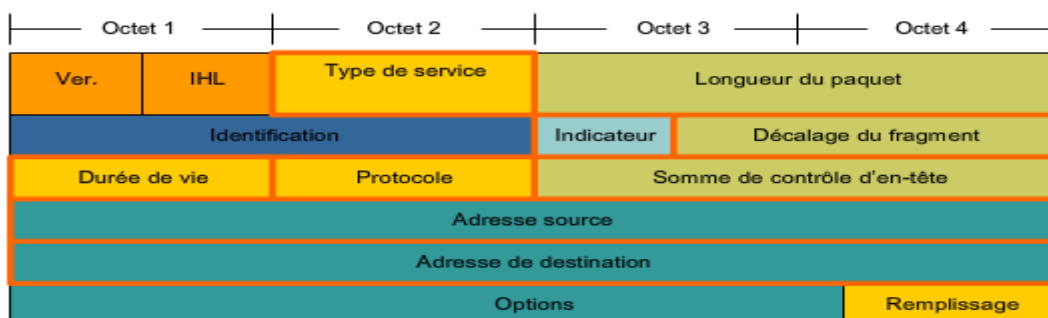 Octet 1 Octet 2 Octet 3 Octet 4
Ver. IHL Type de service Longueur du paquet
Identification Indicateur Décalage du fragment
Durée de vie Protocole Somme de contrôle d'en-tête
Adresse source
Adresse de destination
Options Remplissage